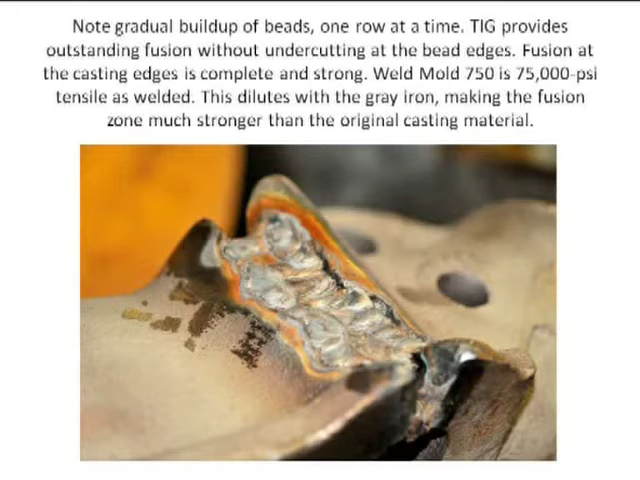 Note gradual buildup of beads, one row at a time. TIG provides
outstanding fusion without undercutting at the bead edges. Fusion at
the casting edges is complete and strong. Weld Mold 750 is 75,000-psi
tensile as welded. This dilutes with the gray iron, making the fusion
zone much stronger than the original casting material.